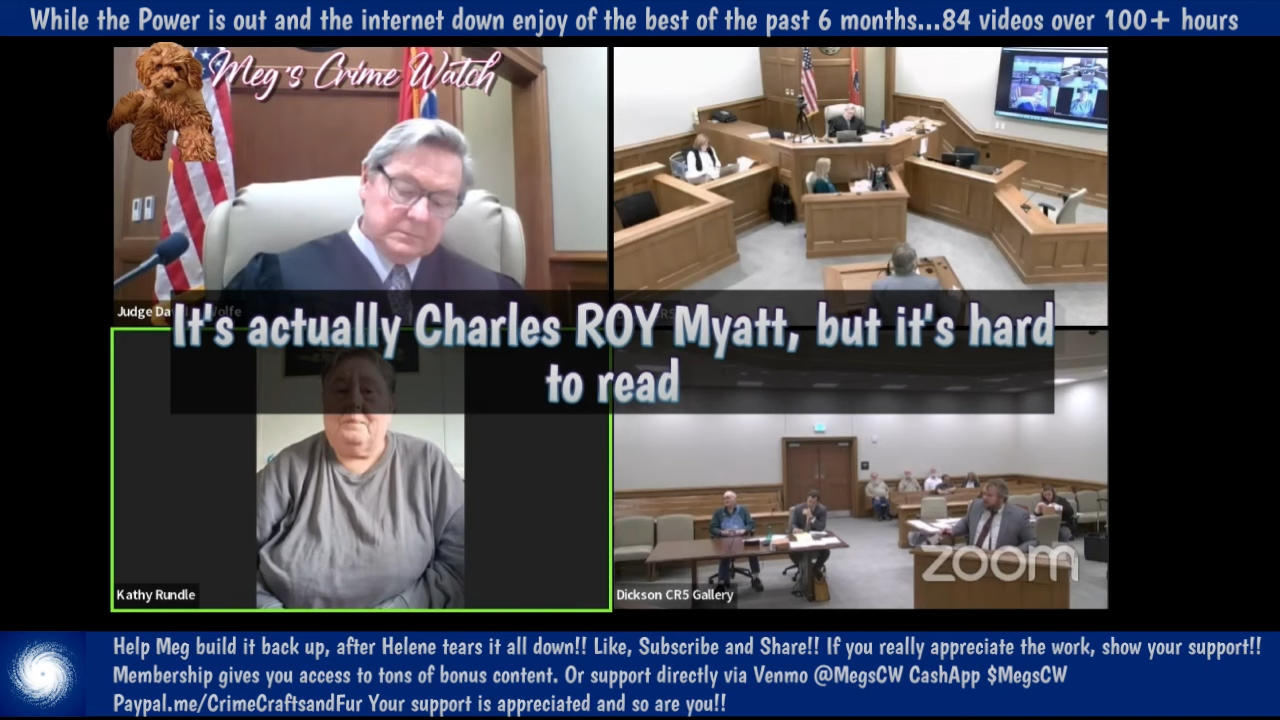 While the Power is out and the internet down enjoy of the best of the past 6 months...84 videos over 100+ hours
Meg's Crime Watch
Judge Da
olfe
It's actually Charles ROY Myatt, but it's hard
to read
Kathy Rundle
zoom
Dickson CR5 Gallery
Help Meg build it back up, after Helene tears it all down!! Like, Subscribe and Share!! If you really appreciate the work, show your support!!
Membership gives you access to tons of bonus content. Or support directly via Venmo @MegsCW CashApp $MegsCW
Paypal.me/CrimeCraftsandFur Your support is appreciated and so are you!!